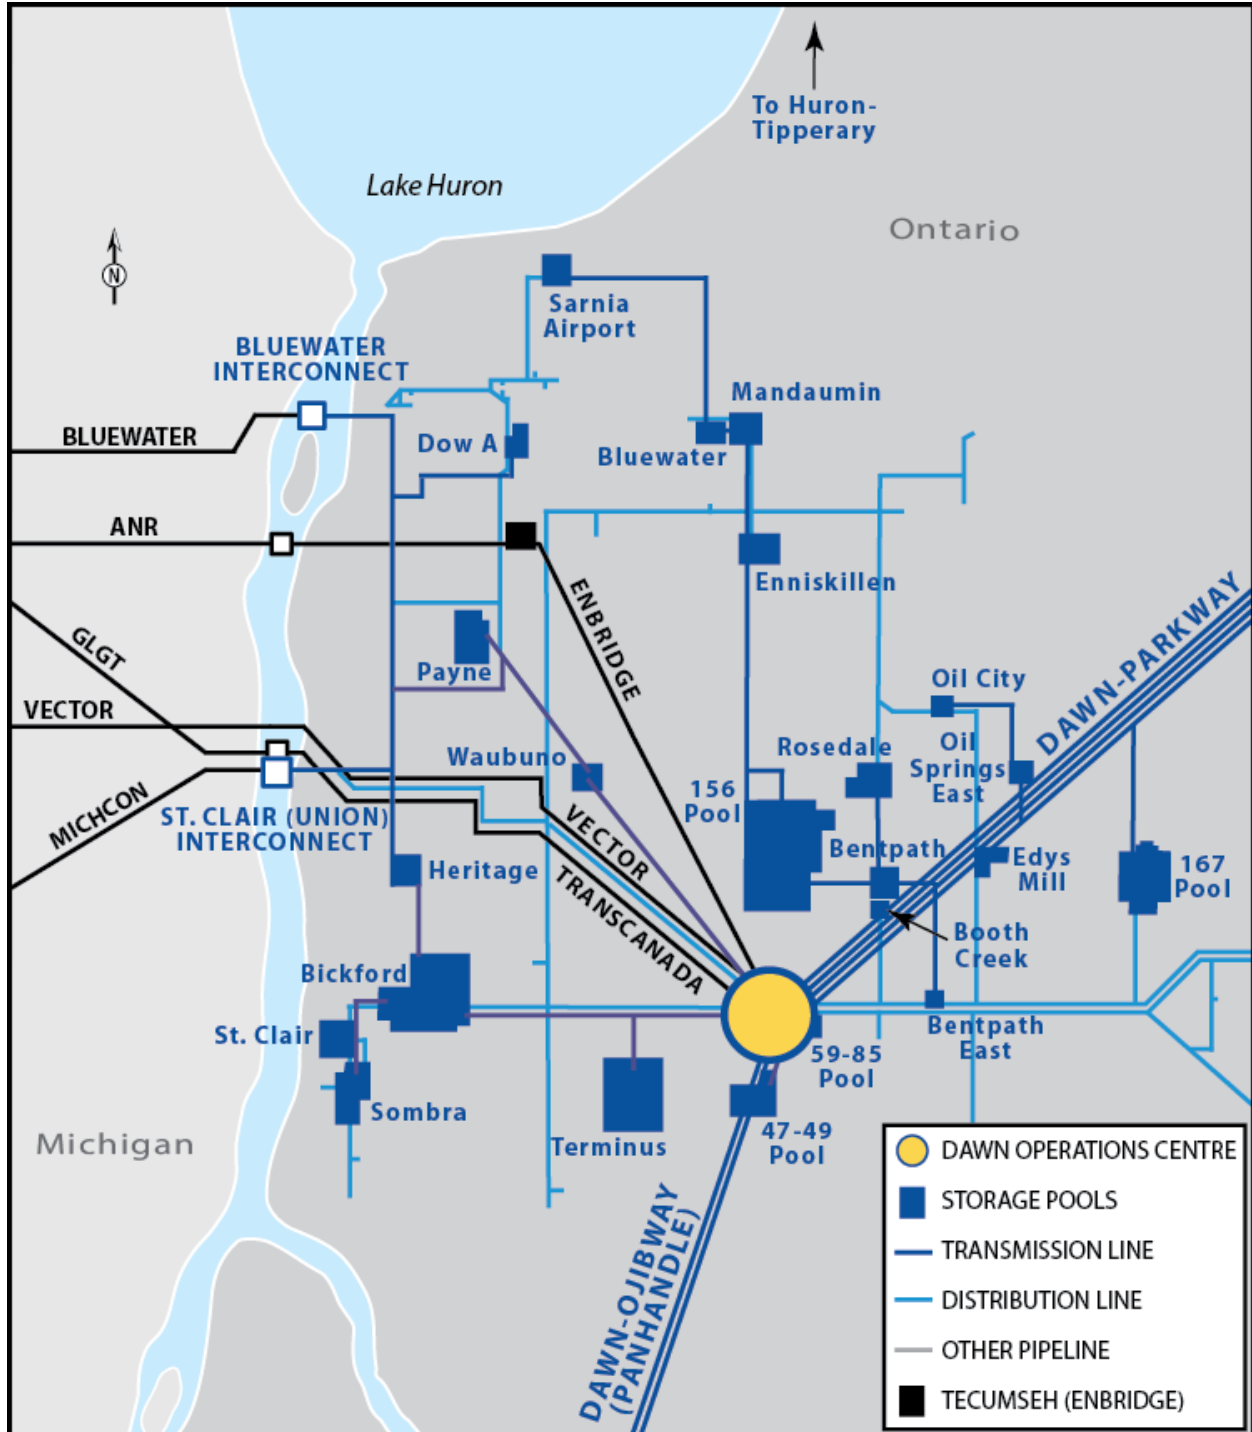 To Huron-
Tipperary
Lake Huron
Ontario
N
Sarnia
Airport
BLUEWATER
INTERCONNECT
Mandaumin
BLUEWATER
Dow A
Bluewater
ANR
ENBRIDGE
Enniskillen
GLGT
Payne
DAWN-PARKWAY
Oil City
VECTOR
Waubuno
Rosedale
Oil
Springs
East
156
Pool
MICHCON
ST. CLAIR (UNION)
INTERCONNECT
VECTOR
TRANSCANADA
Bentpath
Edys
Mill
167
Pool
Heritage
Booth
Creek
Bickford
St. Clair
Bentpath
East
59-85
Pool
Sombra
Terminus
47-49
Pool
Michigan
DAWN-OJIBWAY
(PANHANDLE)
DAWN OPERATIONS CENTRE
STORAGE POOLS
TRANSMISSION LINE
DISTRIBUTION LINE
OTHER PIPELINE
TECUMSEH (ENBRIDGE)